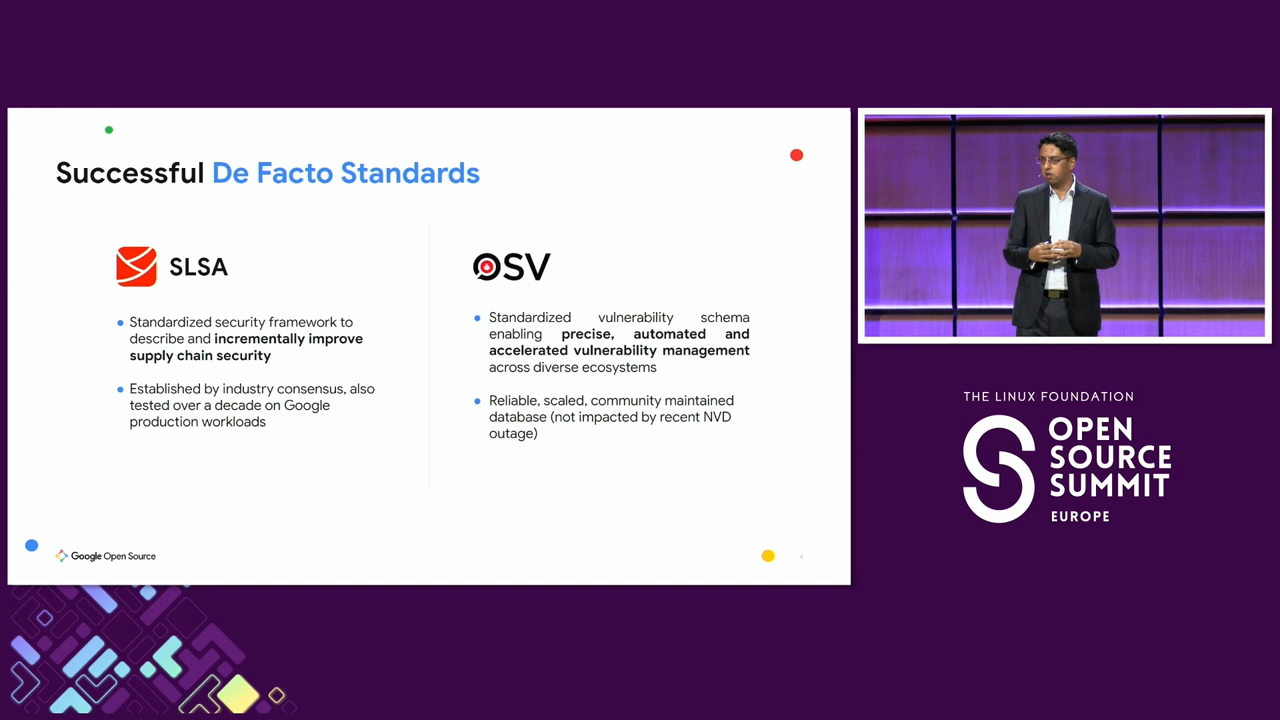 Successful De Facto Standards
SLSA
Standardized security framework to
describe and incrementally improve
supply chain security
Established by industry consensus, also
tested over a decade on Google
production workloads
OSV
Standardized vulnerability schema
enabling precise, automated and
accelerated vulnerability management
across diverse ecosystems
Reliable, scaled, community maintained
database (not impacted by recent NVD
outage)
Google Open Source
THE LINUX FOUNDATION
OPEN
SOURCE
SUMMIT
EUROPE